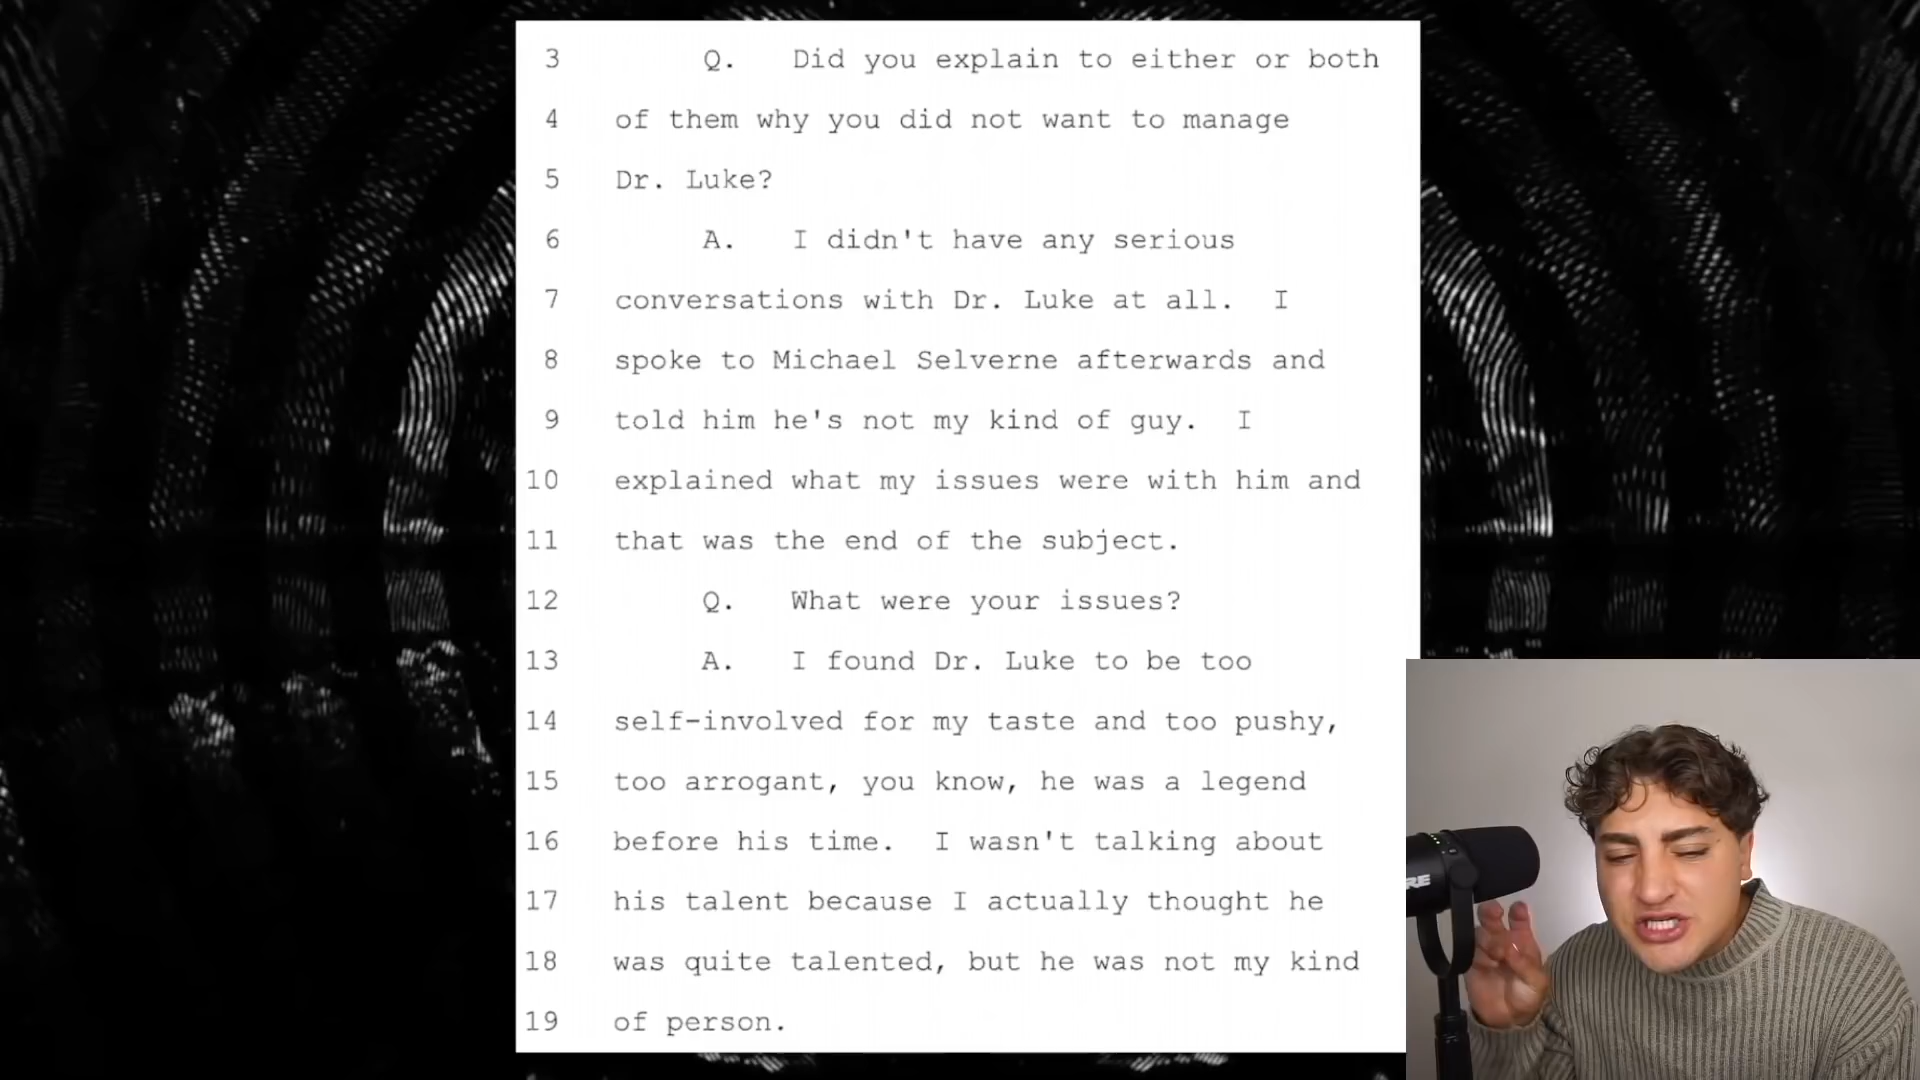 3 Q. Did you explain to either or both
4 of them why you did not want to manage
5 Dr. Luke?
6 A. I didn't have any serious
7 conversations with Dr. Luke at all. I
8 spoke to Michael Selverne afterwards and
9 told him he's not my kind of guy. I
10 explained what my issues were with him and
11 that was the end of the subject.
12 Q. What were your issues?
13 A. I found Dr. Luke to be too
14 self-involved for my taste and too pushy,
15 too arrogant, you know, he was a legend
16 before his time. I wasn't talking about
17 his talent because I actually thought he
18 was quite talented, but he was not my kind
19 of person.